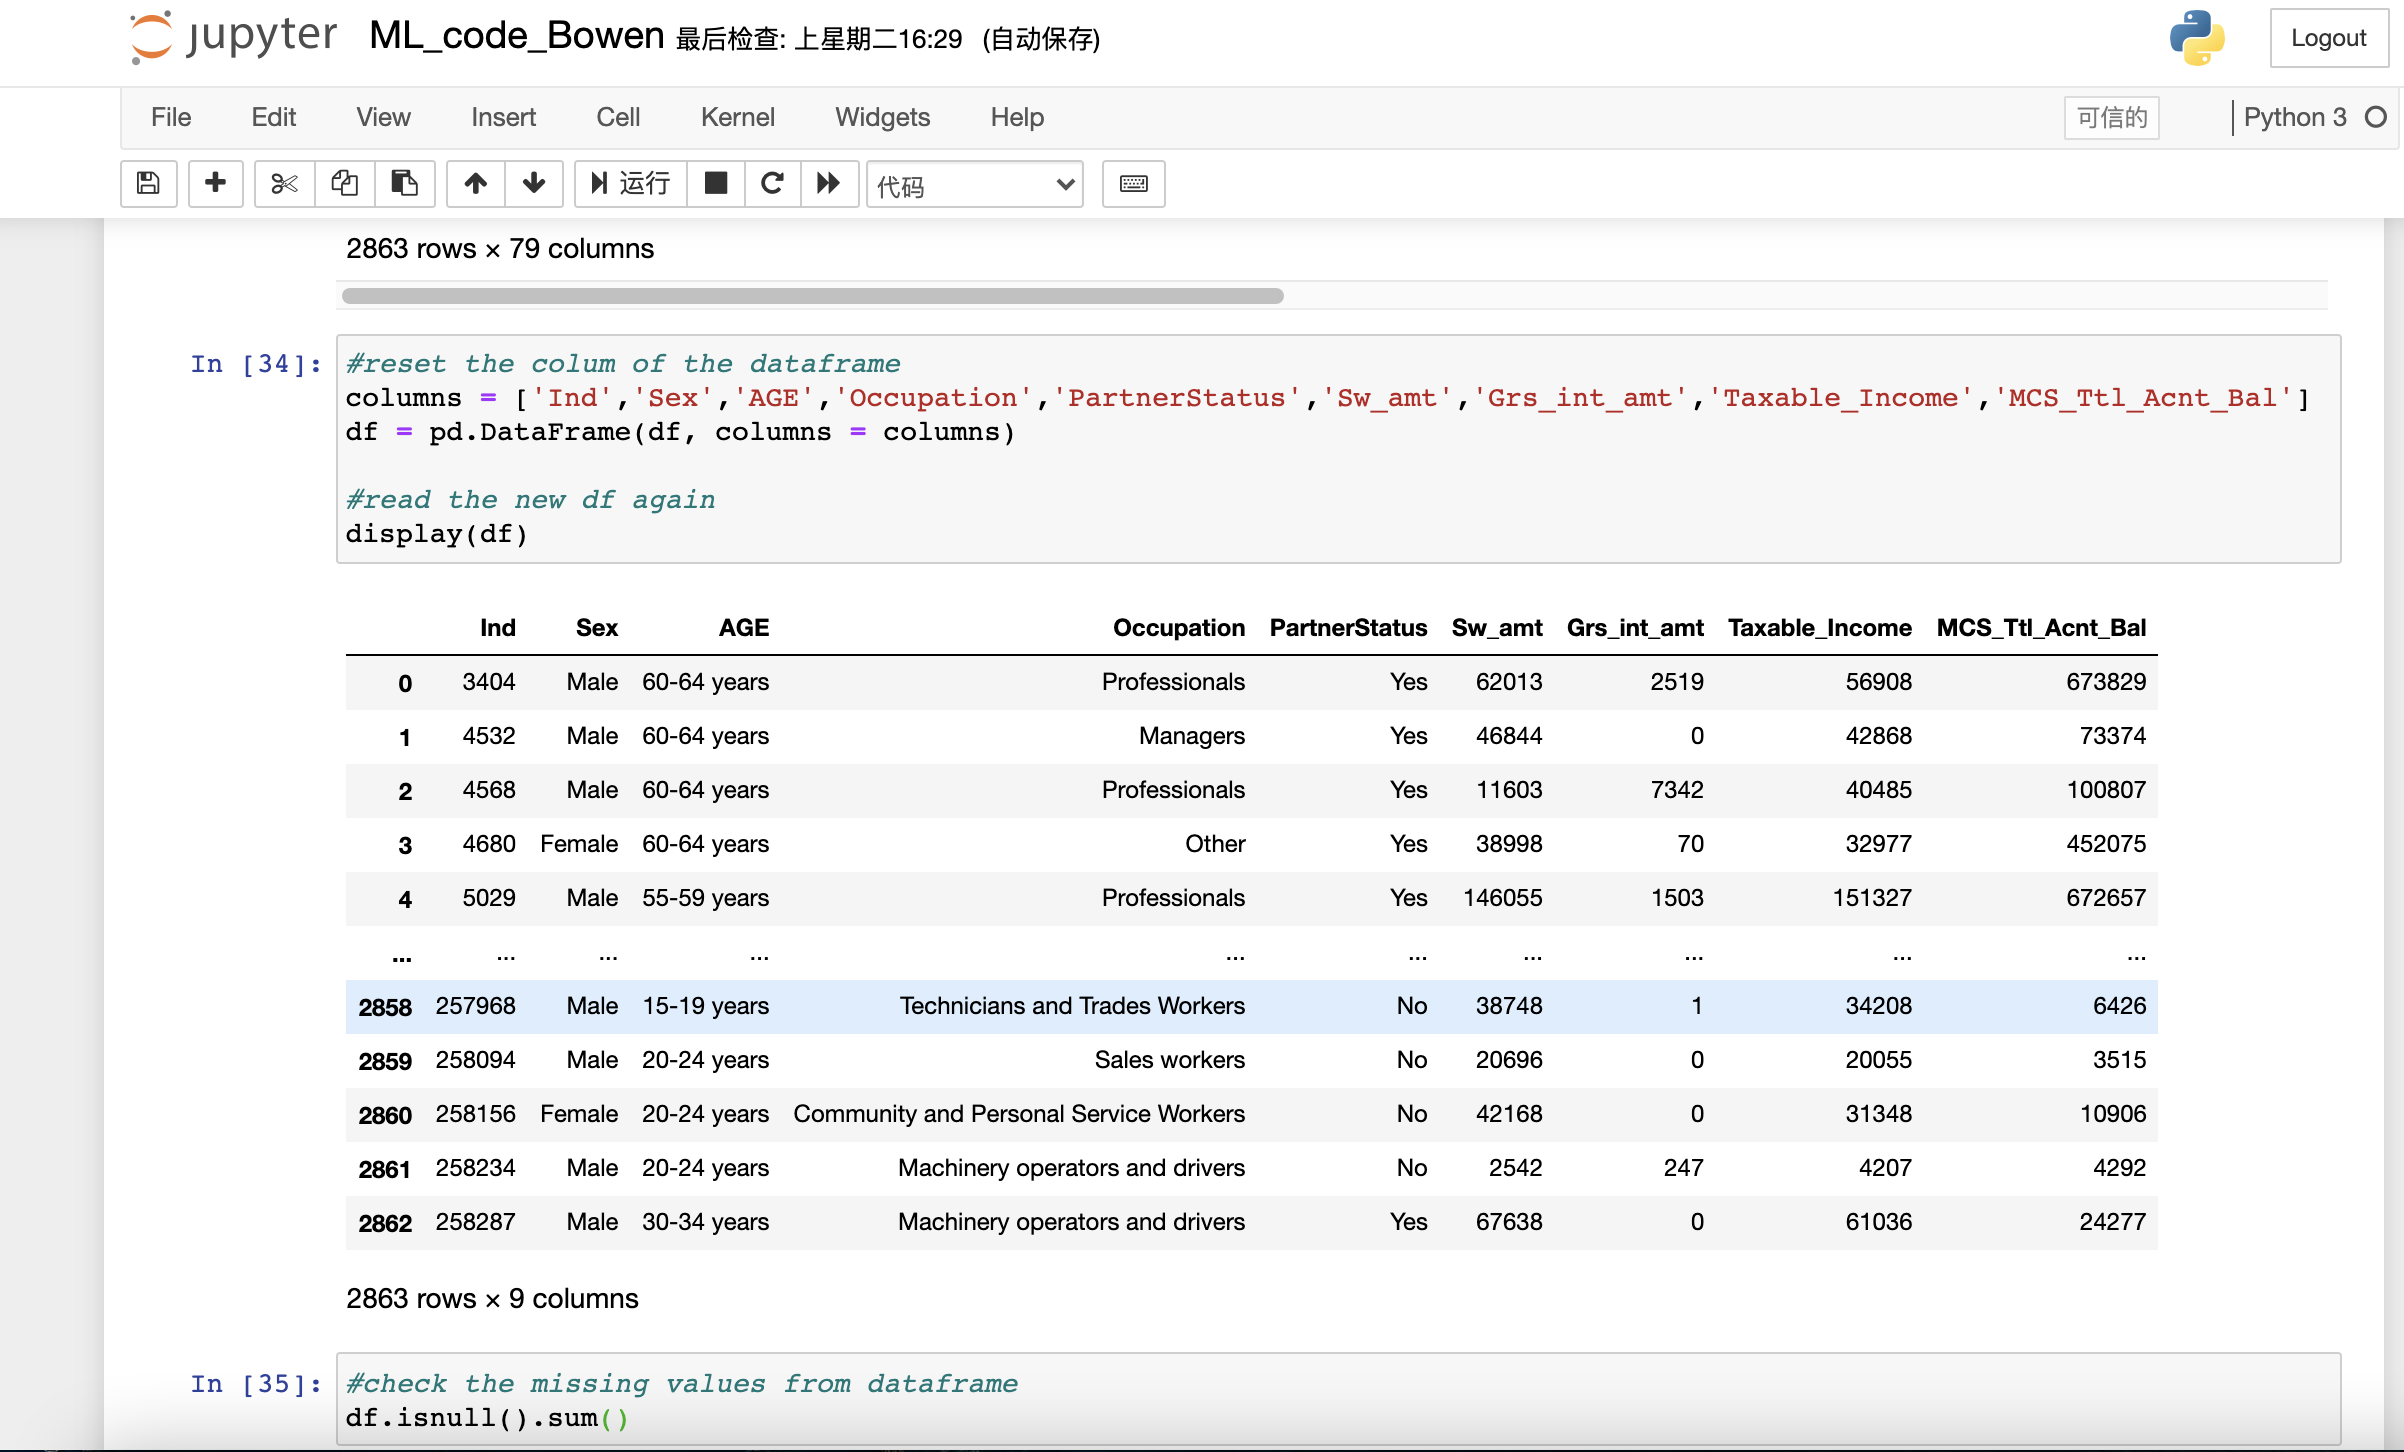 jupyter ML_code_Bowen 最后检查: 上星期二16:29 (自动保存) Logout
File Edit View Insert Cell Kernel Widgets Help 可信的 Python 3
运行 代码
2863 rows × 79 columns
In [34]: #reset the colum of the dataframe
columns = ['Ind','Sex','AGE','Occupation','PartnerStatus','Sw_amt','Grs_int_amt','Taxable_Income','MCS_Ttl_Acnt_Bal']
df = pd.DataFrame(df, columns = columns)
#read the new df again
display(df)
Ind Sex AGE Occupation PartnerStatus Sw_amt Grs_int_amt Taxable_Income MCS_Ttl_Acnt_Bal
0 3404 Male 60-64 years Professionals Yes 62013 2519 56908 673829
1 4532 Male 60-64 years Managers Yes 46844 0 42868 73374
2 4568 Male 60-64 years Professionals Yes 11603 7342 40485 100807
3 4680 Female 60-64 years Other Yes 38998 70 32977 452075
4 5029 Male 55-59 years Professionals Yes 146055 1503 151327 672657
... ... ... ... ... ... ... ... ... ...
2858 257968 Male 15-19 years Technicians and Trades Workers No 38748 1 34208 6426
2859 258094 Male 20-24 years Sales workers No 20696 0 20055 3515
2860 258156 Female 20-24 years Community and Personal Service Workers No 42168 0 31348 10906
2861 258234 Male 20-24 years Machinery operators and drivers No 2542 247 4207 4292
2862 258287 Male 30-34 years Machinery operators and drivers Yes 67638 0 61036 24277
2863 rows × 9 columns
In [35]: #check the missing values from dataframe
df.isnull().sum()